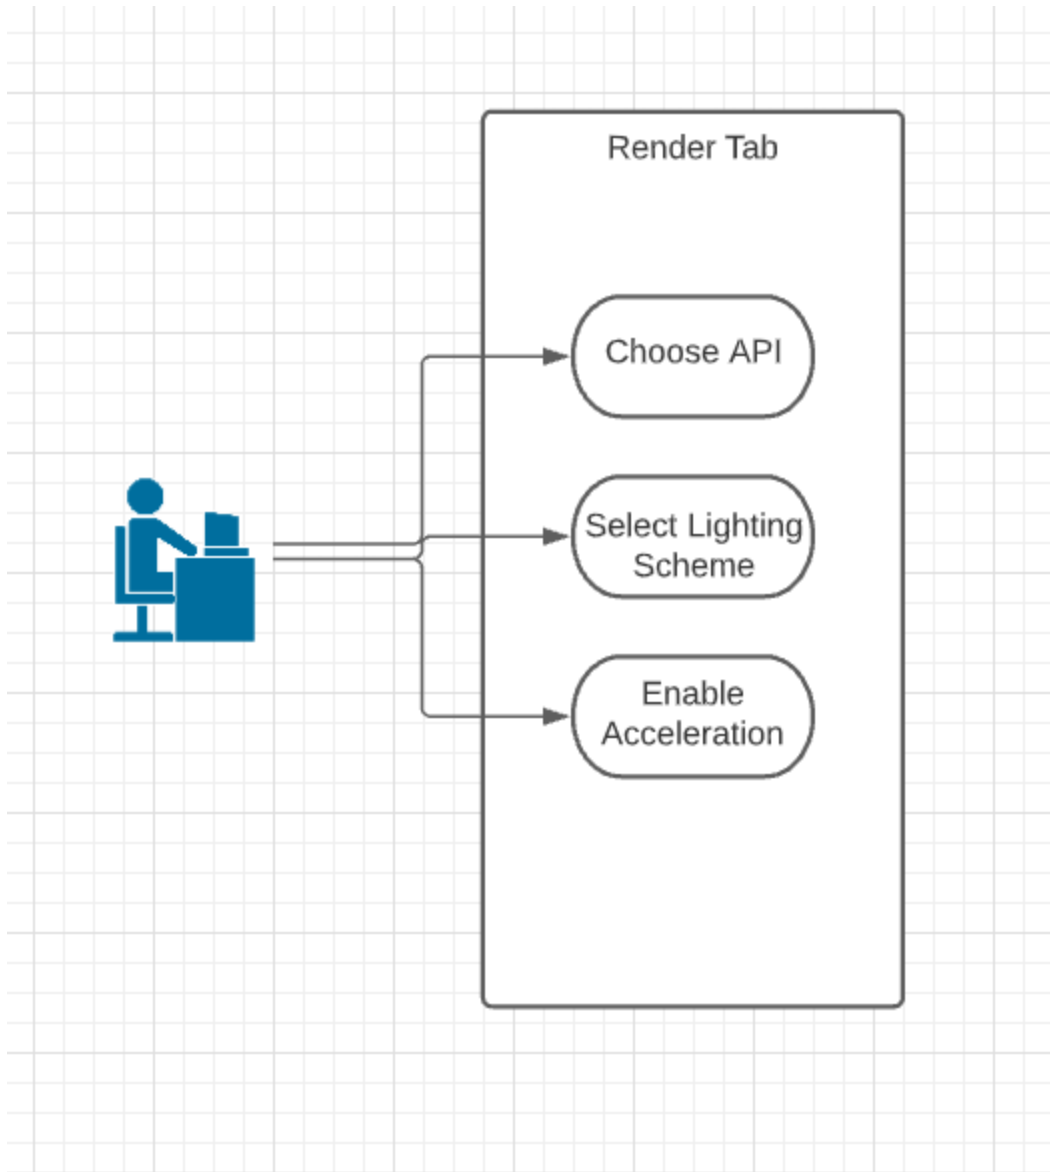 Render Tab
Choose API
Select Lighting
Scheme
Enable
Acceleration